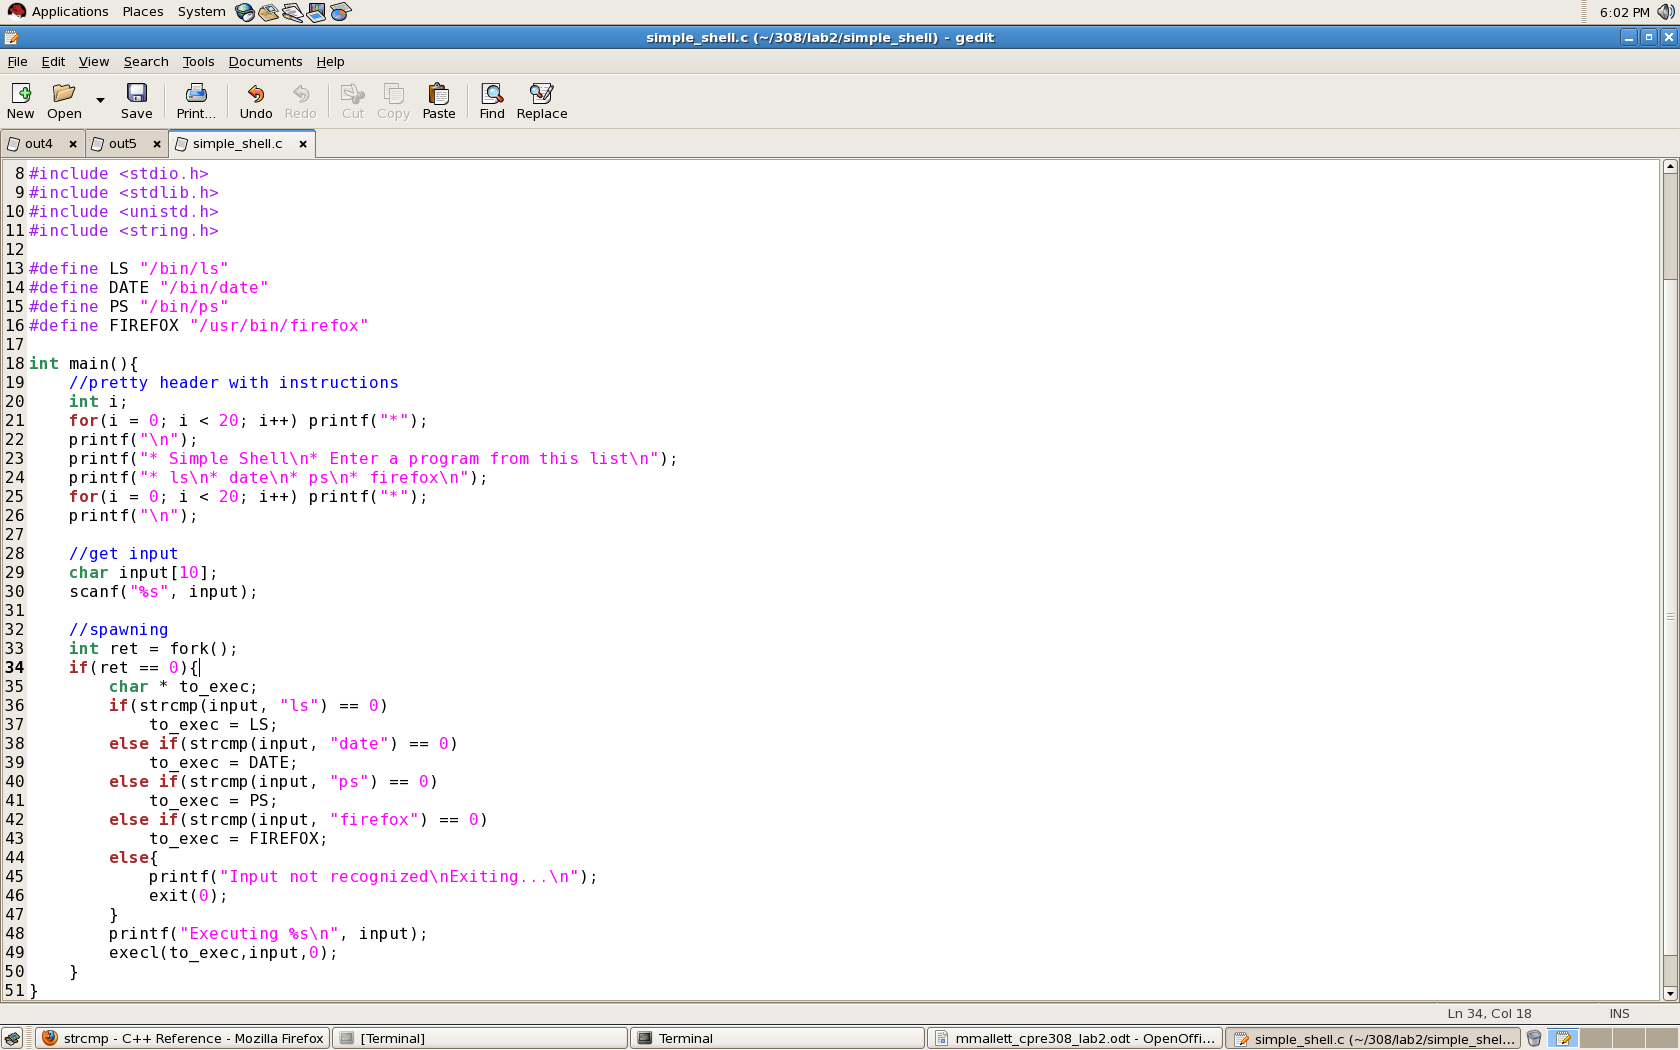 Applications Places System 6:02 PM
simple_shell.c (~/308/lab2/simple_shell) - gedit
File Edit View Search Tools Documents Help
New Open Save Print... Undo Redo Cut Copy Paste Find Replace
out4 out5 simple_shell.c
8 #include <stdio.h>
9 #include <stdlib.h>
10 #include <unistd.h>
11 #include <string.h>
12
13 #define LS "/bin/ls"
14 #define DATE "/bin/date"
15 #define PS "/bin/ps"
16 #define FIREFOX "/usr/bin/firefox"
17
18 int main(){
19     //pretty header with instructions
20     int i;
21     for(i = 0; i < 20; i++) printf("*");
22     printf("\n");
23     printf("* Simple Shell\n* Enter a program from this list\n");
24     printf("* ls\n* date\n* ps\n* firefox\n");
25     for(i = 0; i < 20; i++) printf("*");
26     printf("\n");
27
28     //get input
29     char input[10];
30     scanf("%s", input);
31
32     //spawning
33     int ret = fork();
34     if(ret == 0){
35         char * to_exec;
36         if(strcmp(input, "ls") == 0)
37             to_exec = LS;
38         else if(strcmp(input, "date") == 0)
39             to_exec = DATE;
40         else if(strcmp(input, "ps") == 0)
41             to_exec = PS;
42         else if(strcmp(input, "firefox") == 0)
43             to_exec = FIREFOX;
44         else{
45             printf("Input not recognized\nExiting...\n");
46             exit(0);
47         }
48         printf("Executing %s\n", input);
49         execl(to_exec,input,0);
50     }
51 }
Ln 34, Col 18 INS
strcmp - C++ Reference - Mozilla Firefox [Terminal] Terminal mmallett_cpre308_lab2.odt - OpenOffi... simple_shell.c (~/308/lab2/simple_shel...